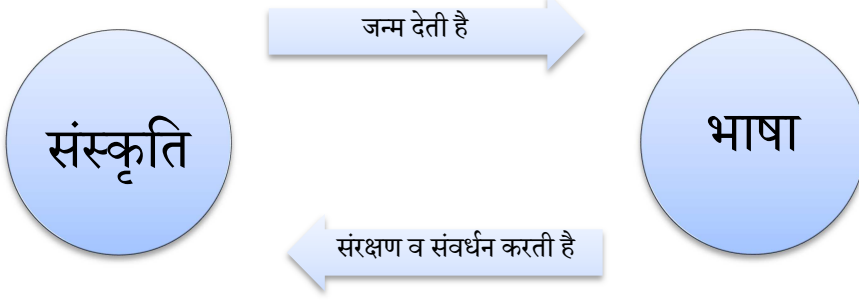 जन्म देती है
संस्कृति
भाषा
संरक्षण व संवर्धन करती है